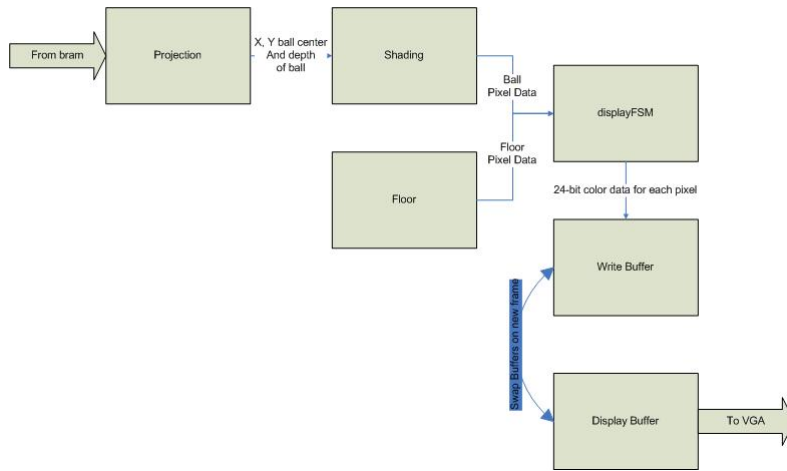 From bram
Projection
X, Y ball center
And depth
of ball
Shading
Ball
Pixel Data
displayFSM
Floor
Pixel Data
Floor
24-bit color data for each pixel
Write Buffer
Swap Buffers on new frame
Display Buffer
To VGA